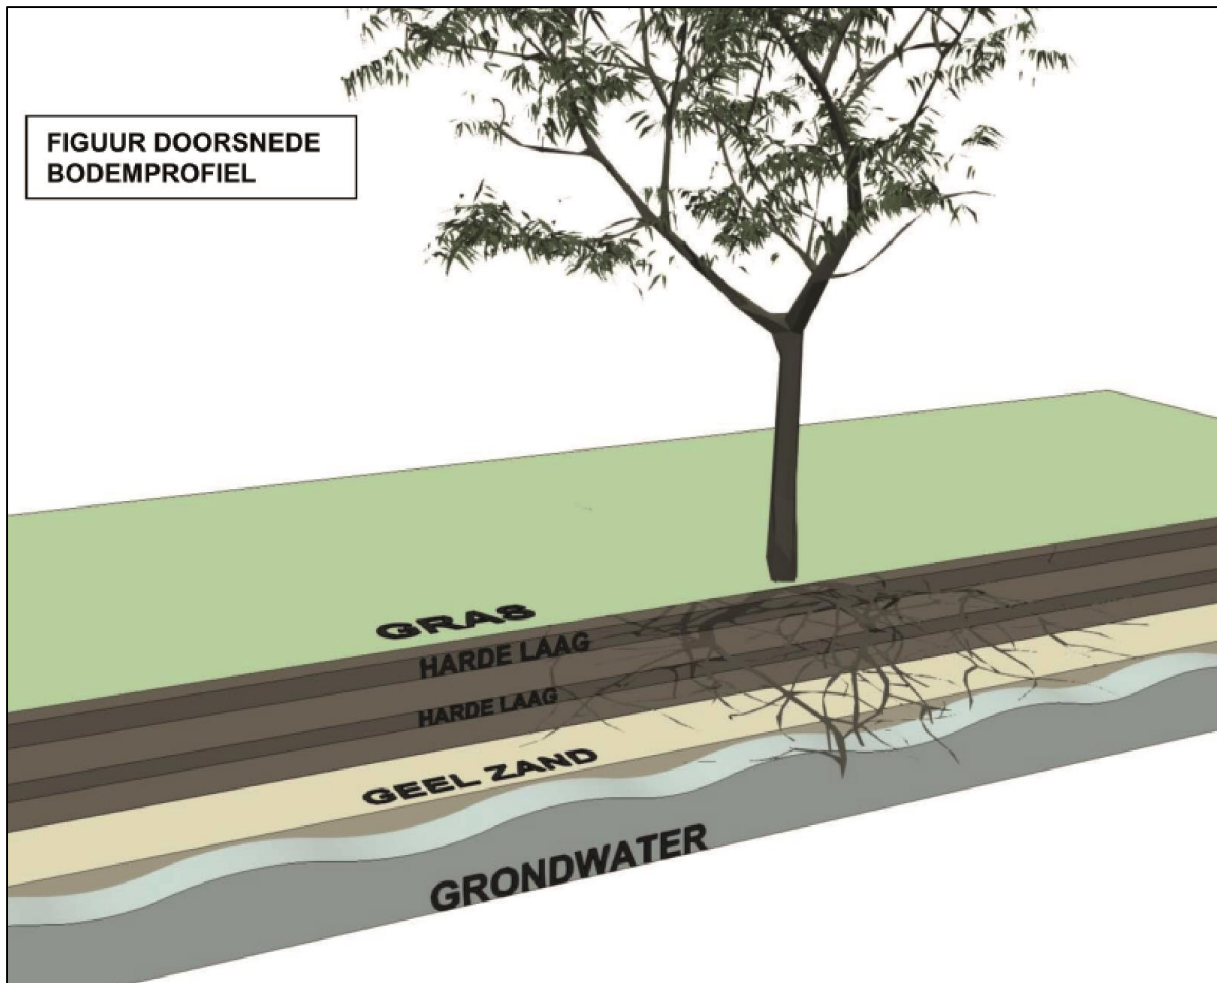 FIGUUR DOORSNEDE
BODEMPROFIEL
GRAS
HARDE LAAG
HARDE LAAG
GEEL ZAND
GRONDWATER